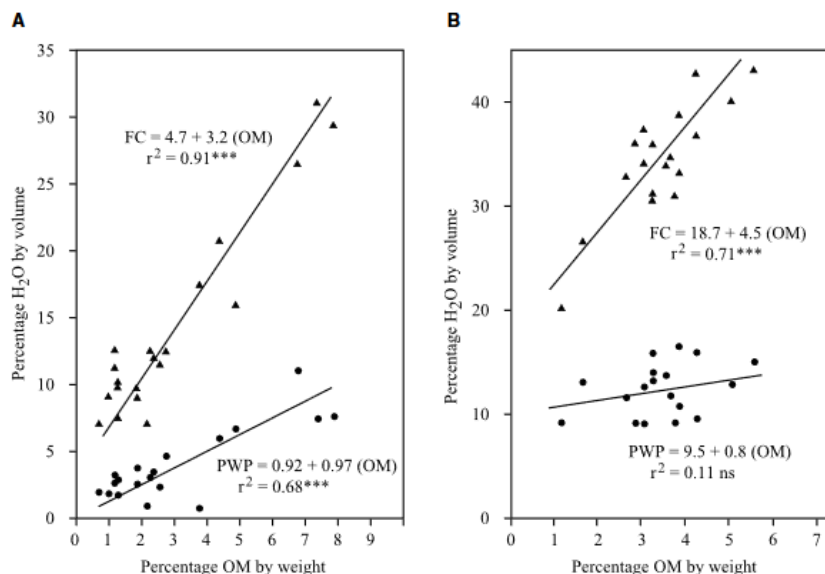 A
35
30
25
20
15
10
5
0
Percentage H2O by volume
FC = 4.7 + 3.2 (OM)
r2 = 0.91***
PWP = 0.92 + 0.97 (OM)
r2 = 0.68***
0 1 2 3 4 5 6 7 8 9
Percentage OM by weight
B
40
30
20
10
0
Percentage H2O by volume
FC = 18.7 + 4.5 (OM)
r2 = 0.71***
PWP = 9.5 + 0.8 (OM)
r2 = 0.11 ns
0 1 2 3 4 5 6 7
Percentage OM by weight